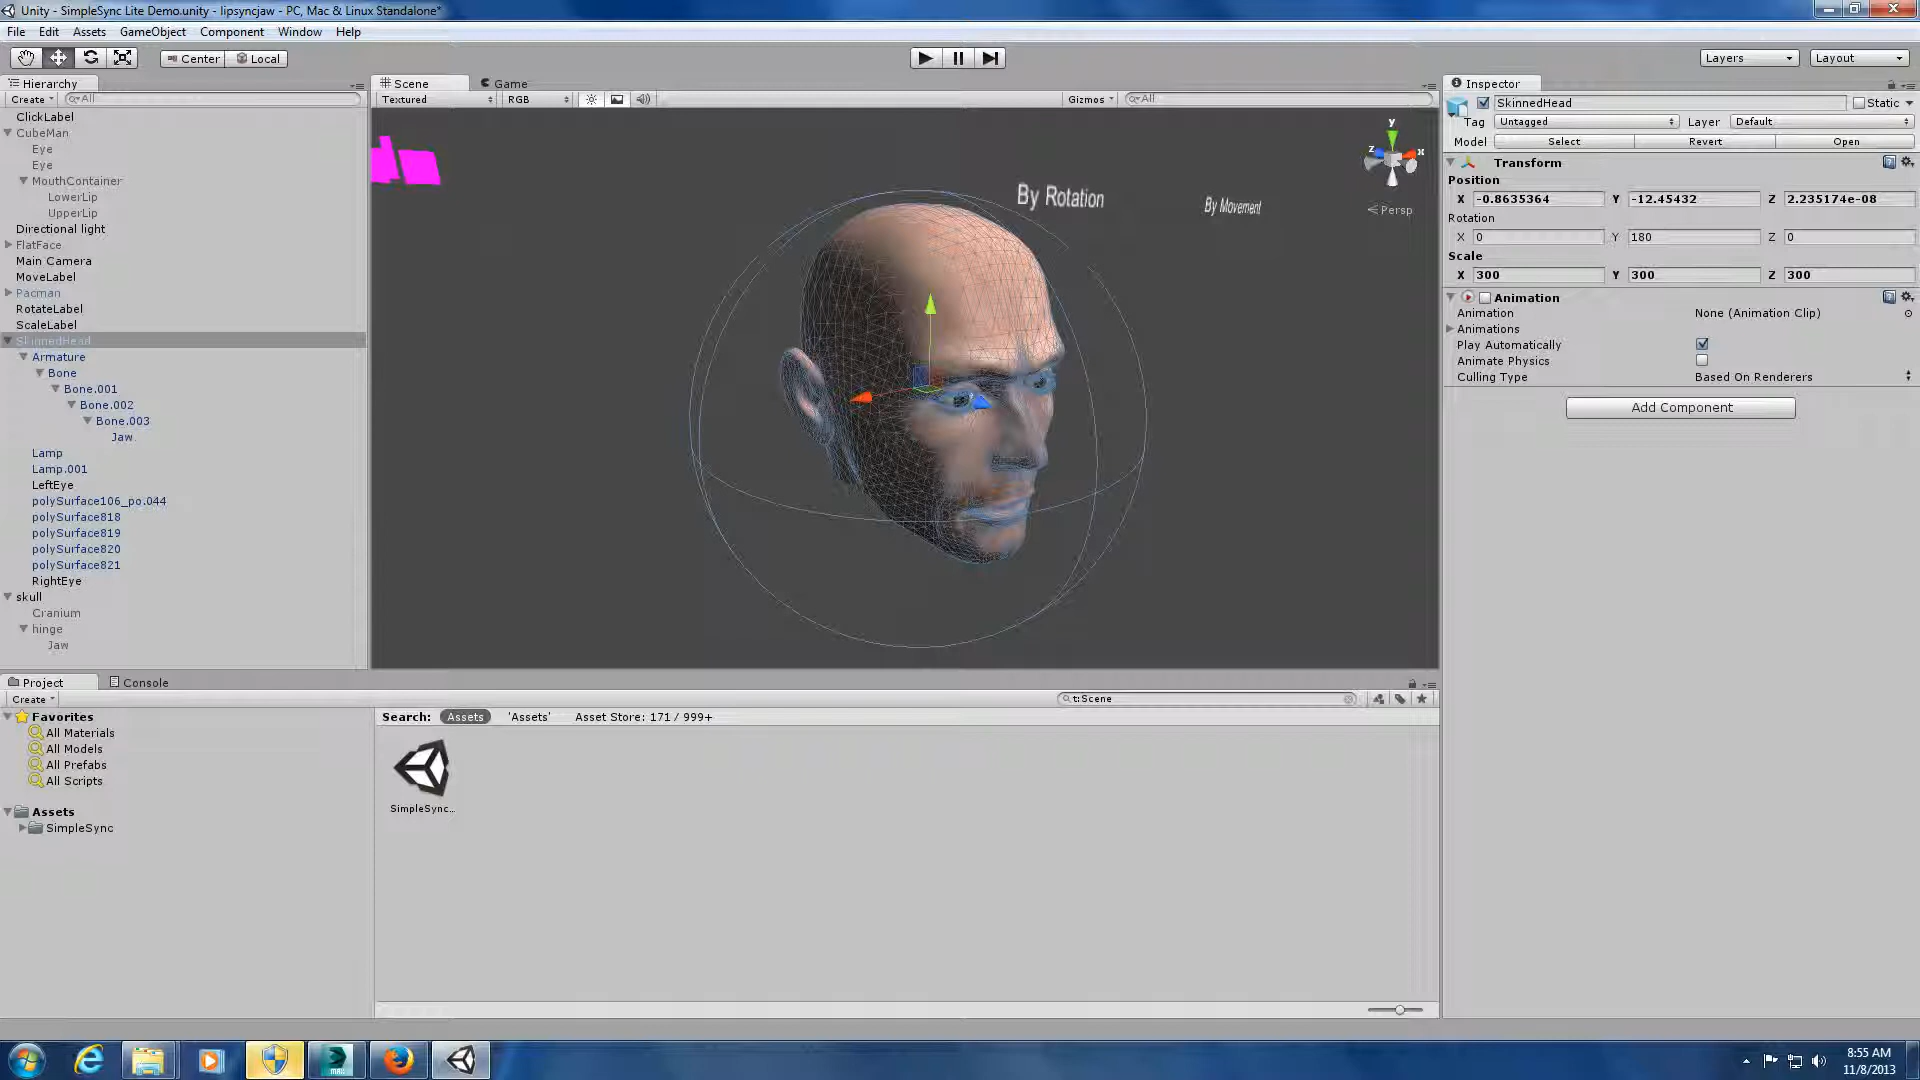 Unity - SimpleSync Lite Demo.unity - lipsyncjaw - PC, Mac & Linux Standalone*
File Edit Assets GameObject Component Window Help
Center Local Layers Layout
Hierarchy
Create All
ClickLabel
CubeMan
Eye
Eye
MouthContainer
LowerLip
UpperLip
Directional light
FlatFace
Main Camera
MoveLabel
Pacman
RotateLabel
ScaleLabel
SkinnedHead
Armature
Bone
Bone.001
Bone.002
Bone.003
Jaw
Lamp
Lamp.001
LeftEye
polySurface106_po.044
polySurface818
polySurface819
polySurface820
polySurface821
RightEye
skull
Cranium
hinge
Jaw
Scene Game
Textured RGB Gizmos All
By Rotation
By Movement
y
z x
Persp
Inspector
SkinnedHead Static
Tag Untagged Layer Default
Model Select Revert Open
Transform
Position
X -0.8635364 Y -12.45432 Z 2.235174e-08
Rotation
X 0 Y 180 Z 0
Scale
X 300 Y 300 Z 300
Animation
Animation None (Animation Clip)
Animations
Play Automatically
Animate Physics
Culling Type Based On Renderers
Add Component
Project Console
Create t:Scene
Favorites
All Materials
All Models
All Prefabs
All Scripts
Assets
SimpleSync
Search: Assets 'Assets' Asset Store: 171 / 999+
SimpleSync...
8:55 AM
11/8/2013